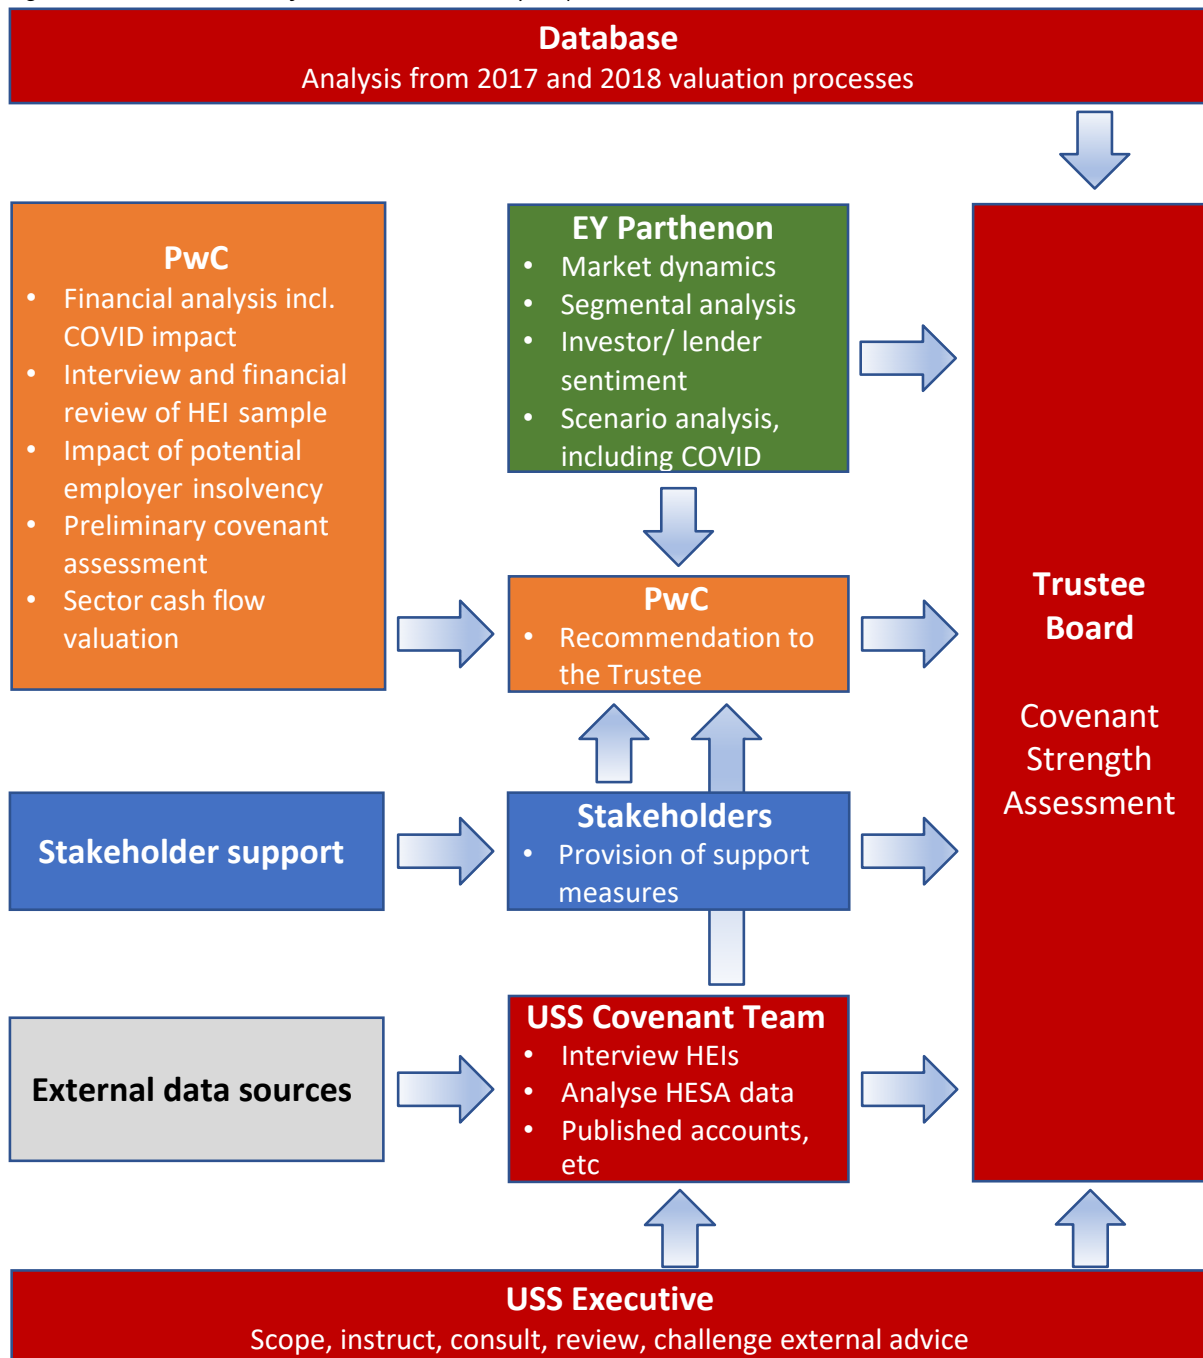 Database
Analysis from 2017 and 2018 valuation processes
PwC
• Financial analysis incl.
COVID impact
• Interview and financial
review of HEI sample
• Impact of potential
employer insolvency
• Preliminary covenant
assessment
• Sector cash flow
valuation
EY Parthenon
• Market dynamics
• Segmental analysis
• Investor/ lender
sentiment
• Scenario analysis,
including COVID
PwC
• Recommendation to
the Trustee
Trustee
Board
Covenant
Strength
Assessment
Stakeholder support
Stakeholders
• Provision of support
measures
External data sources
USS Covenant Team
• Interview HEIs
• Analyse HESA data
• Published accounts,
etc
USS Executive
Scope, instruct, consult, review, challenge external advice